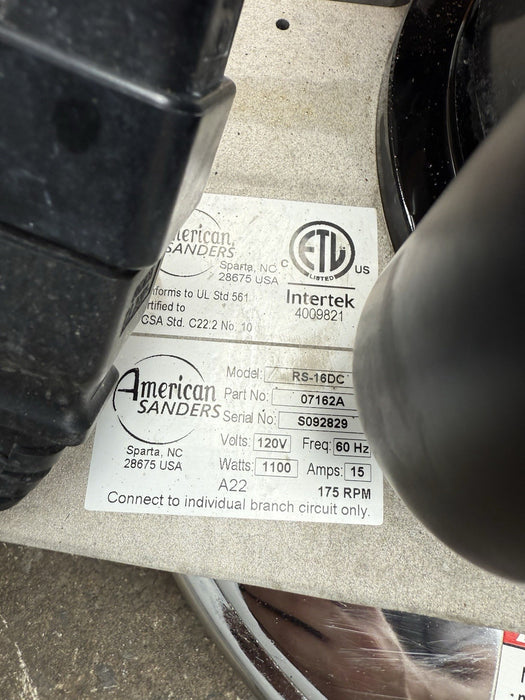 American
SANDERS
Sparta, NC
28675 USA
C ETL US
LISTED
Intertek
4009821
to UL Std 561
to
CSA Std. C22.2 No. 10
American
SANDERS
Sparta, NC
28675 USA
Model: RS-16DC
Part No: 07162A
Serial No: S092829
Volts: 120V Freq: 60 Hz
Watts: 1100 Amps: 15
A22 175 RPM
Connect to individual branch circuit only.